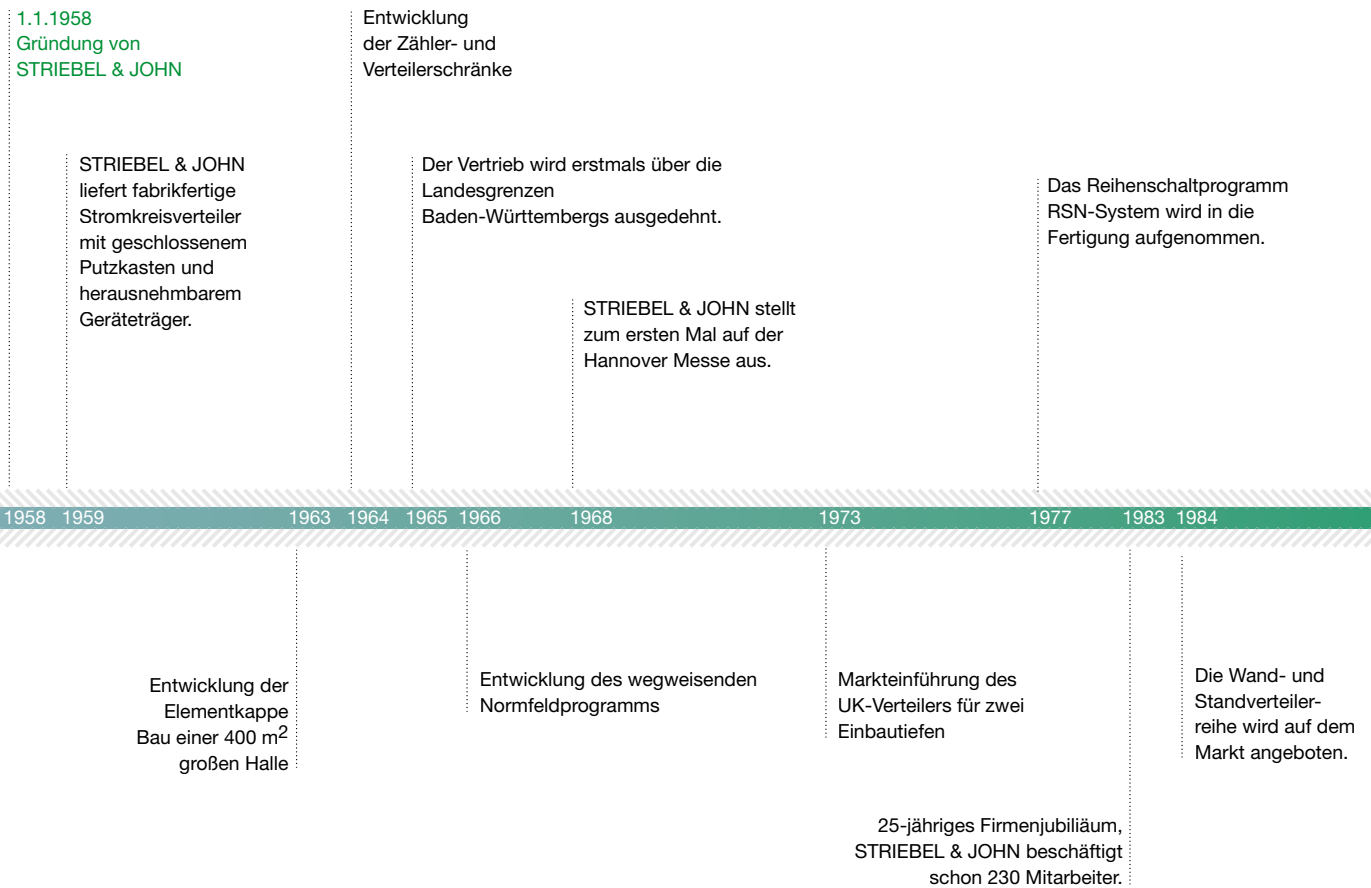 1.1.1958
Gründung von
STRIEBEL & JOHN
Entwicklung
der Zähler- und
Verteilerschränke
STRIEBEL & JOHN
liefert fabrikfertige
Stromkreisverteiler
mit geschlossenem
Putzkasten und
herausnehmbarem
Geräteträger.
Der Vertrieb wird erstmals über die
Landesgrenzen
Baden-Württembergs ausgedehnt.
STRIEBEL & JOHN stellt
zum ersten Mal auf der
Hannover Messe aus.
Das Reihenschaltprogramm
RSN-System wird in die
Fertigung aufgenommen.
1958 1959 1963 1964 1965 1966 1968 1973 1977 1983 1984
Entwicklung der
Elementkappe
Bau einer 400 m²
großen Halle
Entwicklung des wegweisenden
Normfeldprogramms
Markteinführung des
UK-Verteilers für zwei
Einbautiefen
25-jähriges Firmenjubiliäum,
STRIEBEL & JOHN beschäftigt
schon 230 Mitarbeiter.
Die Wand- und
Standverteiler-
reihe wird auf dem
Markt angeboten.